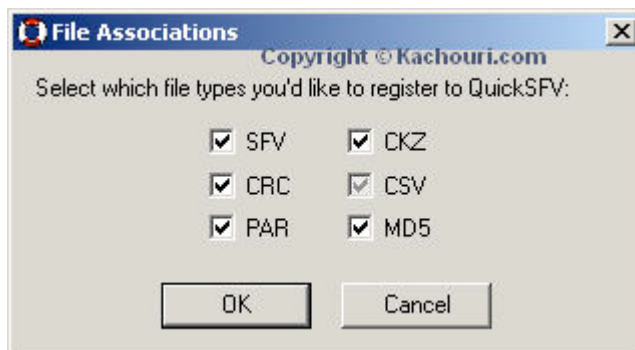 File Associations
Copyright © Kachouri.com
Select which file types you'd like to register to QuickSFV:
SFV CKZ
CRC CSV
PAR MD5
OK Cancel